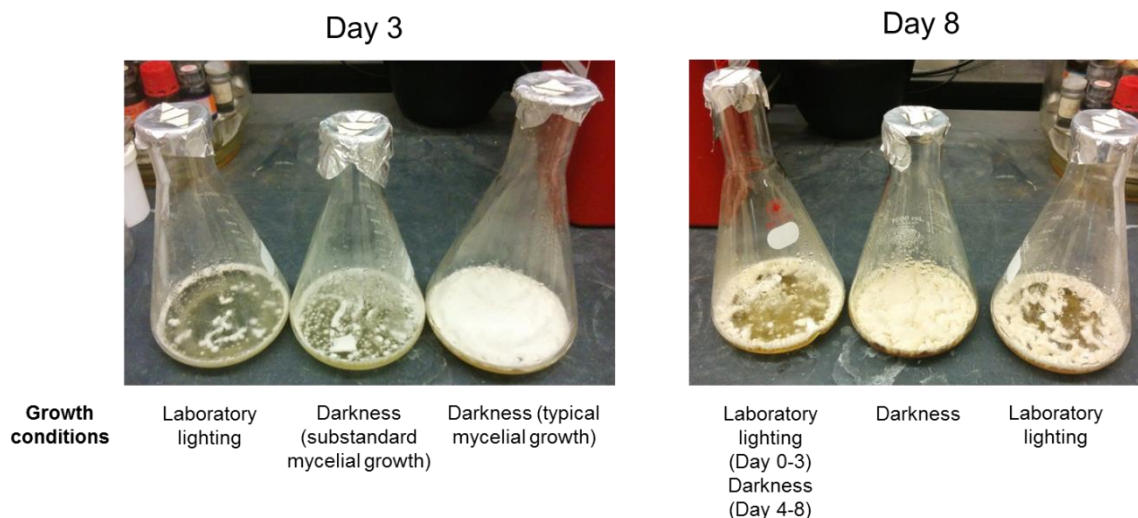 Day 3
Day 8
Growth
conditions
Laboratory
lighting
Darkness
(substandard
mycelial growth)
Darkness (typical
mycelial growth)
Laboratory
lighting
(Day 0-3)
Darkness
(Day 4-8)
Darkness
Laboratory
lighting